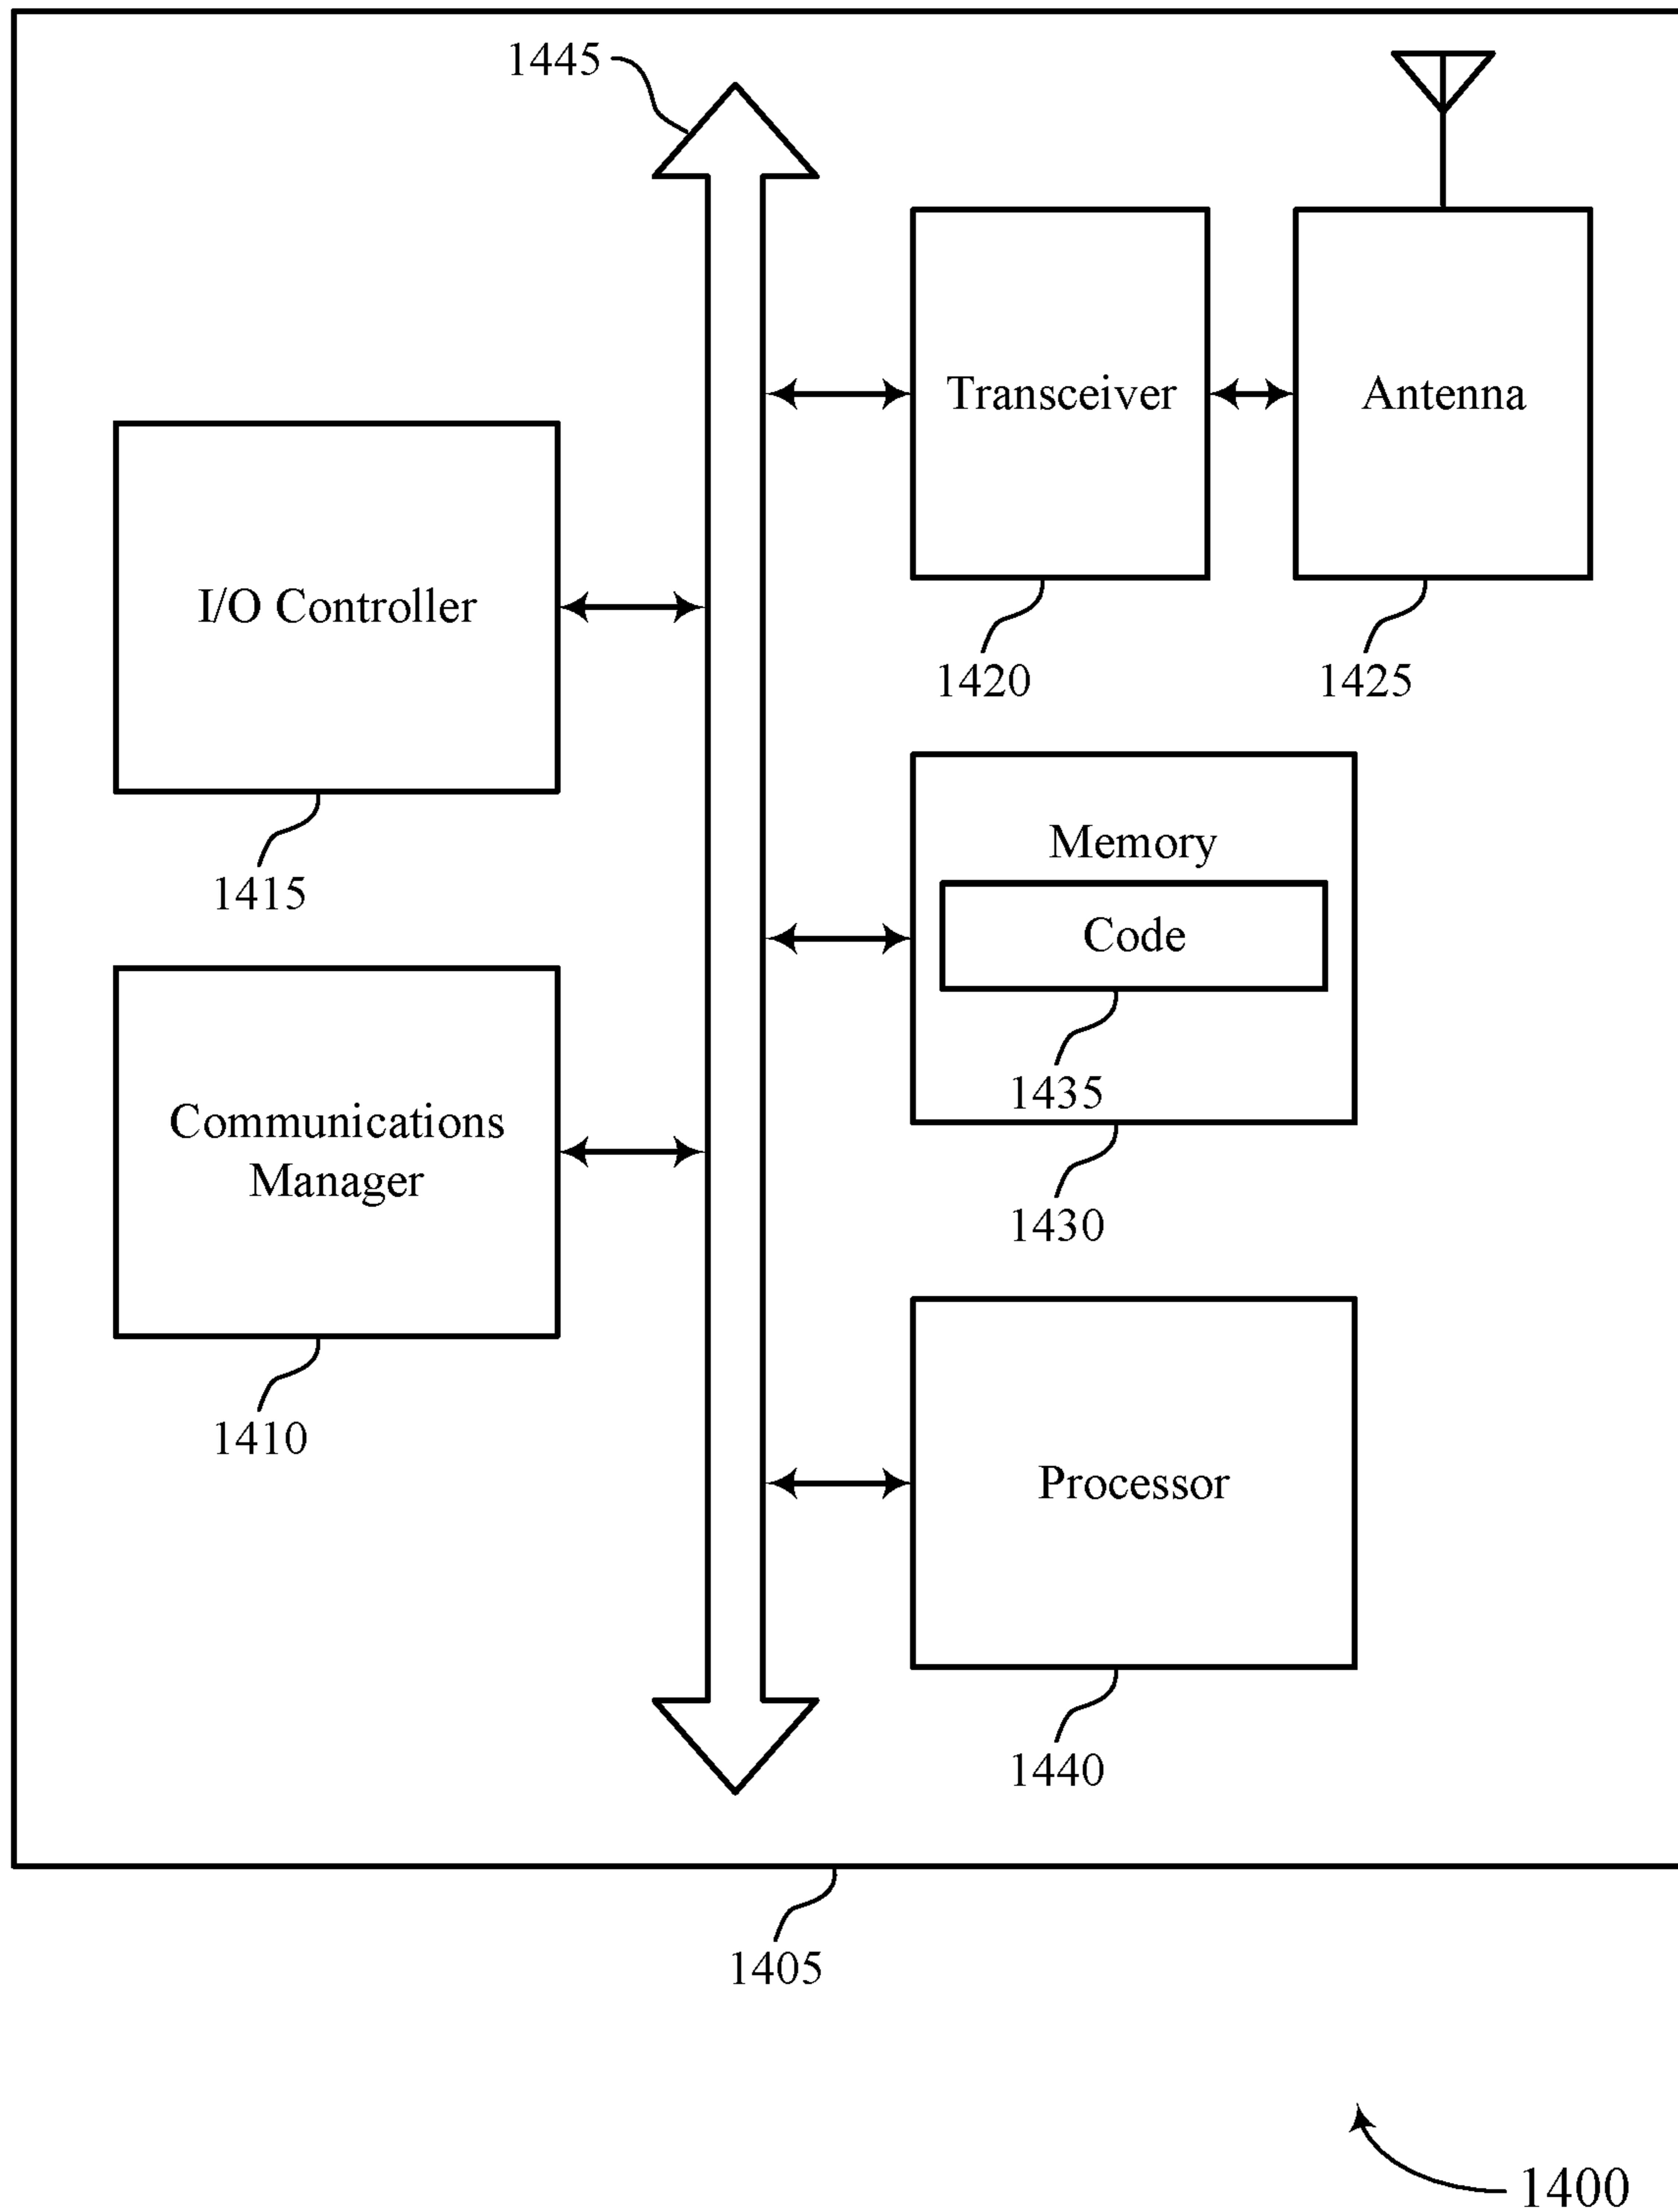 1445
Transceiver
Antenna
I/O Controller
1420
1425
Memory
1415
Code
1435
Communications
Manager
1430
1410
Processor
1440
1405
1400